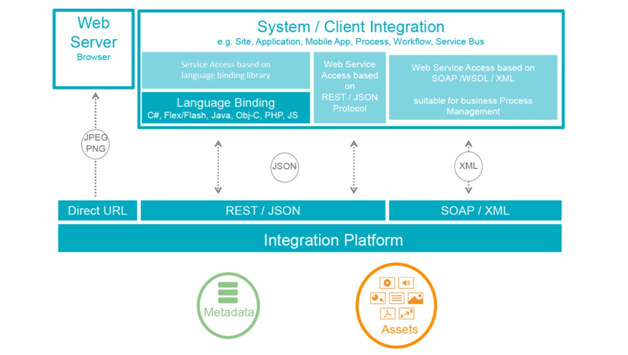 Web
Server
Browser
System / Client Integration
e.g. Site, Application, Mobile App, Process, Workflow, Service Bus
Service Access based on
language binding library
Language Binding
C#, Flex/Flash, Java, Obj-C, PHP, JS
Web Service
Access based
on
REST / JSON
Protocol
Web Service Access based on
SOAP /WSDL / XML
suitable for business Process
Management
JPEG
PNG
JSON
XML
Direct URL
REST / JSON
SOAP / XML
Integration Platform
Metadata
Assets